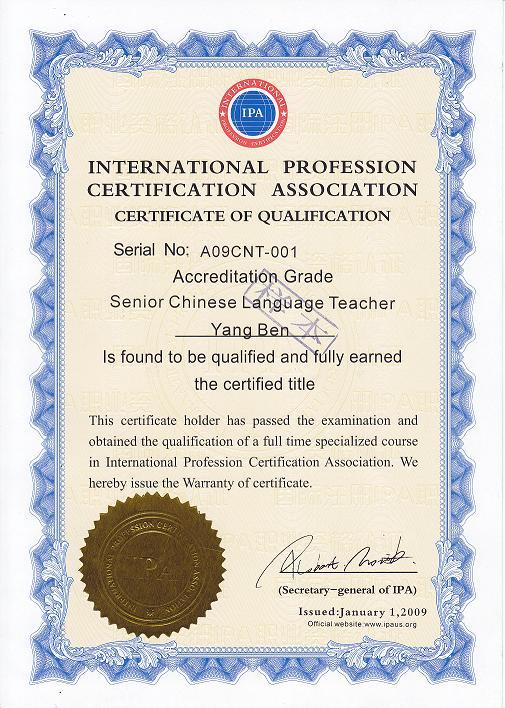 INTERNATIONAL
IPA
PROFESSION CERTIFICATION
INTERNATIONAL PROFESSION
CERTIFICATION ASSOCIATION
CERTIFICATE OF QUALIFICATION
Serial No: A09CNT-001
Accreditation Grade
Senior Chinese Language Teacher
样本
Yang Ben
Is found to be qualified and fully earned
the certified title
This certificate holder has passed the examination and
obtained the qualification of a full time specialized course
in International Profession Certification Association. We
hereby issue the Warranty of certificate.
INTERNATIONAL PROFESSION CERTIFICATION ASSOCIATION
IPA
(Secretary-general of IPA)
Issued:January 1,2009
Official website:www.ipaus.org